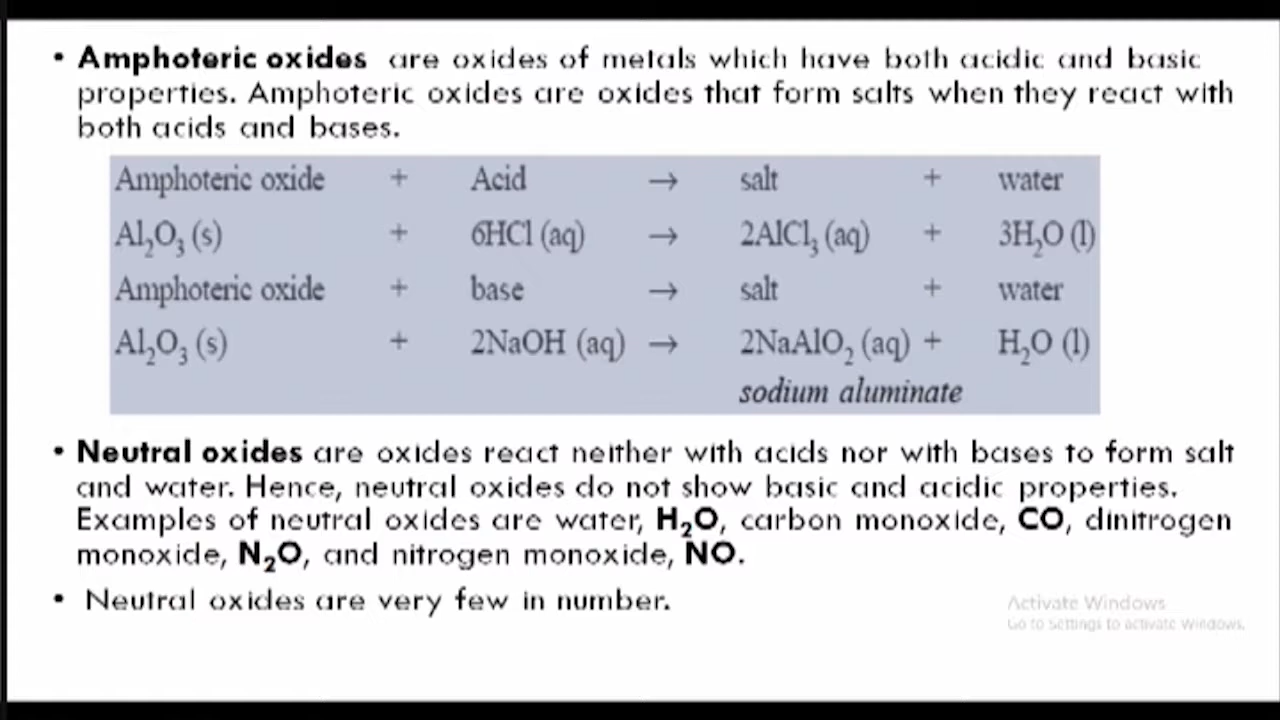 • Amphoteric oxides are oxides of metals which have both acidic and basic
properties. Amphoteric oxides are oxides that form salts when they react with
both acids and bases.
Amphoteric oxide + Acid → salt + water
Al₂O₃ (s) + 6HCl (aq) → 2AlCl₃ (aq) + 3H₂O (l)
Amphoteric oxide + base → salt + water
Al₂O₃ (s) + 2NaOH (aq) → 2NaAlO₂ (aq) + H₂O (l)
sodium aluminate
• Neutral oxides are oxides react neither with acids nor with bases to form salt
and water. Hence, neutral oxides do not show basic and acidic properties.
Examples of neutral oxides are water, H₂O, carbon monoxide, CO, dinitrogen
monoxide, N₂O, and nitrogen monoxide, NO.
• Neutral oxides are very few in number.
Activate Windows
Go to Settings to activate Windows.